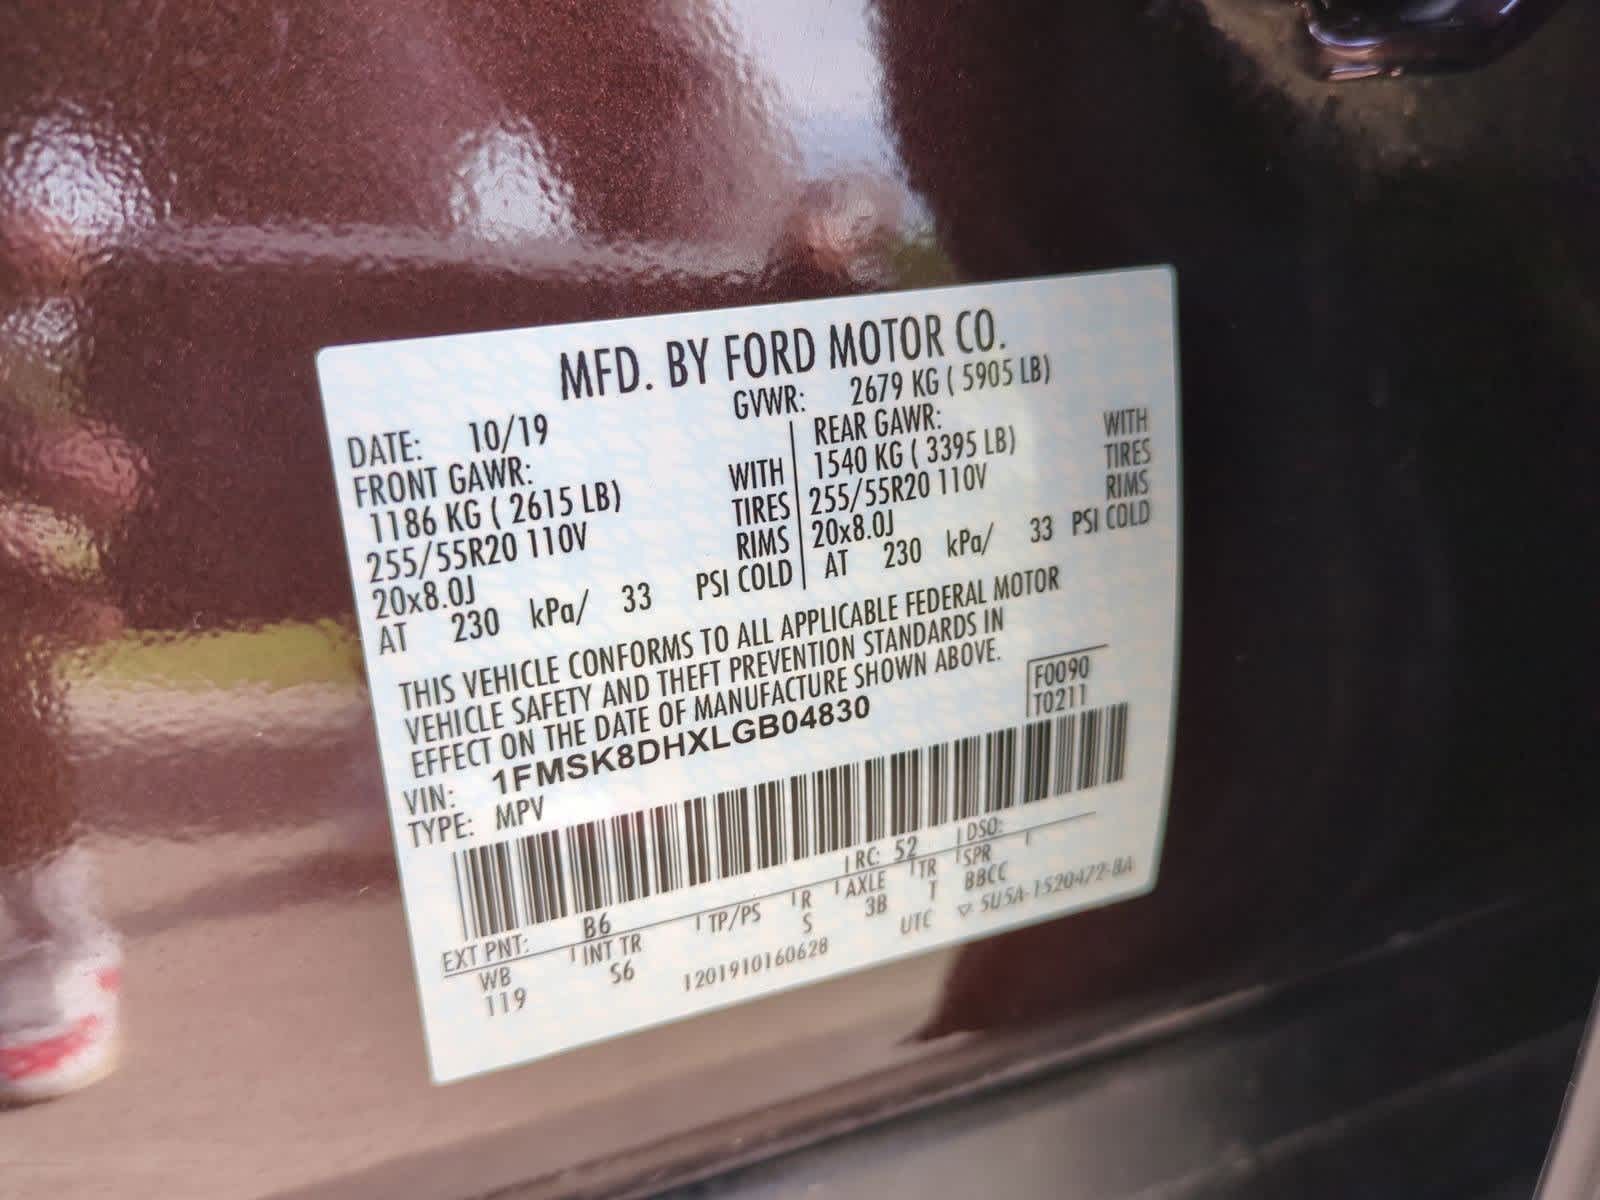 MFD. BY FORD MOTOR CO.
DATE: 10/19 GVWR: 2679 KG ( 5905 LB)
FRONT GAWR: REAR GAWR:
1186 KG ( 2615 LB) WITH 1540 KG ( 3395 LB) WITH
255/55R20 110V TIRES 255/55R20 110V TIRES
20x8.0J RIMS 20x8.0J RIMS
AT 230 kPa/ 33 PSI COLD AT 230 kPa/ 33 PSI COLD
THIS VEHICLE CONFORMS TO ALL APPLICABLE FEDERAL MOTOR
VEHICLE SAFETY AND THEFT PREVENTION STANDARDS IN
EFFECT ON THE DATE OF MANUFACTURE SHOWN ABOVE.
F0090
VIN: 1FMSK8DHXLGB04830 T0211
TYPE: MPV
EXT PNT: B6 RC: 52 DSO:
WB INT TR TP/PS R AXLE TR SPR
119 S6 S 3B T BBCC
1201910160628 UTC ▽ 5U5A-1520472-BA